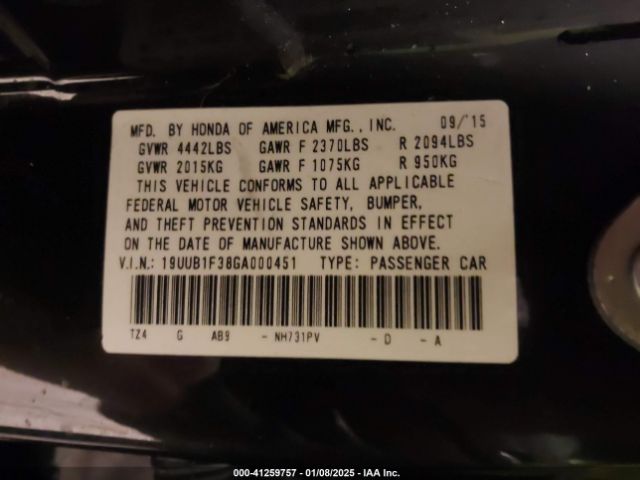 MFD. BY HONDA OF AMERICA MFG., INC. 09/'15
GVWR 4442LBS GAWR F 2370LBS R 2094LBS
GVWR 2015KG GAWR F 1075KG R 950KG
THIS VEHICLE CONFORMS TO ALL APPLICABLE
FEDERAL MOTOR VEHICLE SAFETY, BUMPER,
AND THEFT PREVENTION STANDARDS IN EFFECT
ON THE DATE OF MANUFACTURE SHOWN ABOVE.
V.I.N.: 19UUB1F38GA000451 TYPE: PASSENGER CAR
TZ4 G AB9 - NH731PV - D - A
000-41259757 - 01/08/2025 - IAA Inc.